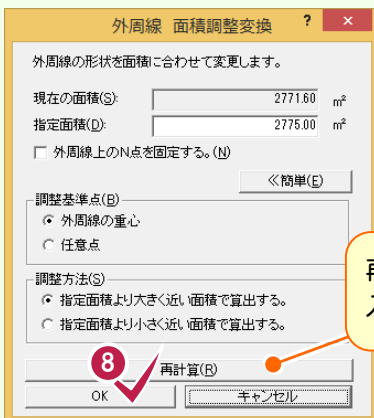 外周線 面積調整変換 ? ×
外周線の形状を面積に合わせて変更します。
現在の面積(S): 2771.60 m²
指定面積(D): 2775.00 m²
外周線上のN点を固定する。(N)
≪簡単(E)
調整基準点(B)
外周線の重心
任意点
調整方法(S)
指定面積より大きく近い面積で算出する。
指定面積より小さく近い面積で算出する。
再
入
8
再計算(R)
OK キャンセル